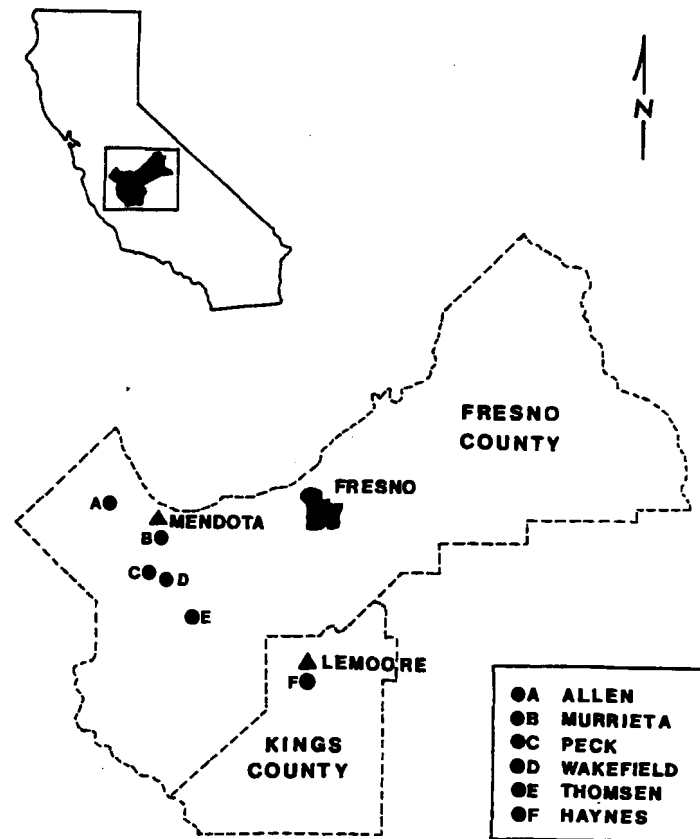 N
FRESNO
COUNTY
FRESNO
A
MENDOTA
B
C
D
E
LEMOORE
F
KINGS
COUNTY
A ALLEN
B MURRIETA
C PECK
D WAKEFIELD
E THOMSEN
F HAYNES